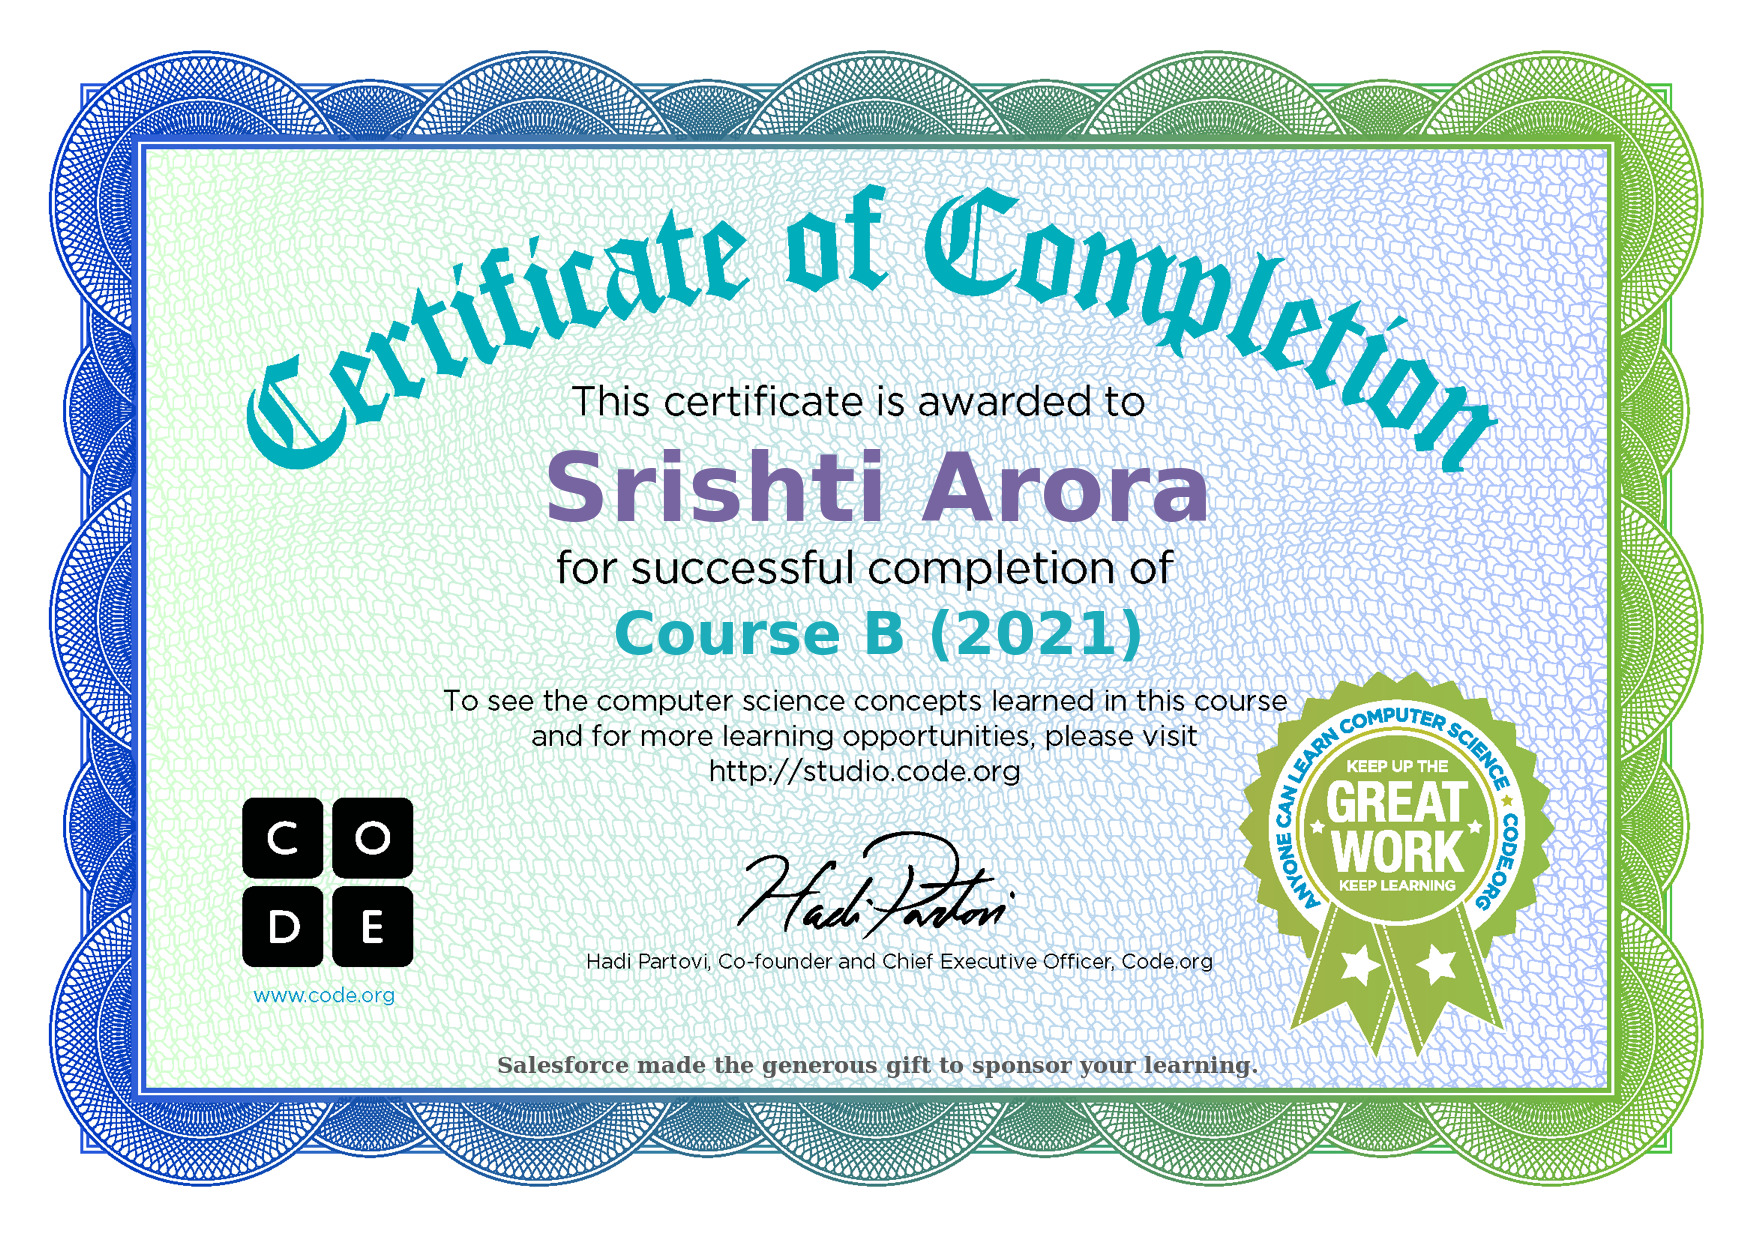 Certificate of Completion
This certificate is awarded to
Srishti Arora
for successful completion of
Course B (2021)
To see the computer science concepts learned in this course
and for more learning opportunities, please visit
http://studio.code.org
C O
D E
www.code.org
Hadi Partovi
Hadi Partovi, Co-founder and Chief Executive Officer, Code.org
ANYONE CAN LEARN COMPUTER SCIENCE ★ CODE.ORG
KEEP UP THE
GREAT
WORK
KEEP LEARNING
Salesforce made the generous gift to sponsor your learning.